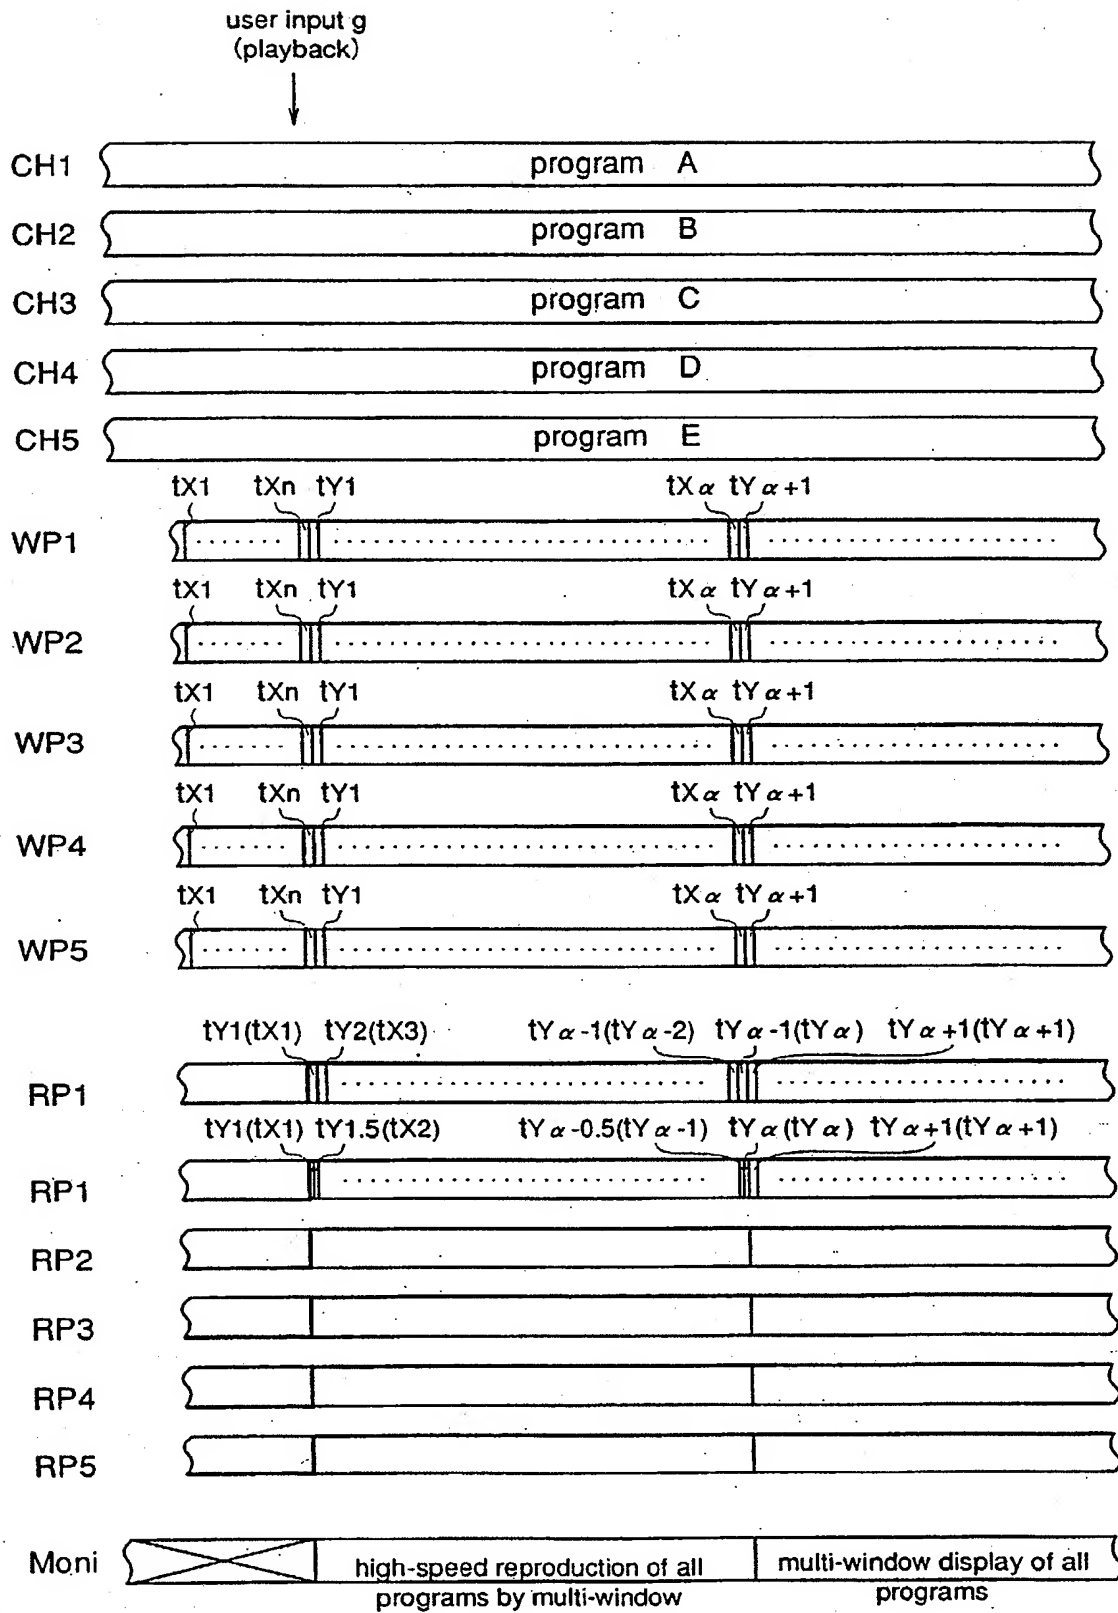 user input g
(playback)
CH1 program A
CH2 program B
CH3 program C
CH4 program D
CH5 program E
tX1 tXn tY1 tXα tYα+1
WP1
tX1 tXn tY1 tXα tYα+1
WP2
tX1 tXn tY1 tXα tYα+1
WP3
tX1 tXn tY1 tXα tYα+1
WP4
tX1 tXn tY1 tXα tYα+1
WP5
tY1(tX1) tY2(tX3) tYα-1(tYα-2) tYα-1(tYα) tYα+1(tYα+1)
RP1
tY1(tX1) tY1.5(tX2) tYα-0.5(tYα-1) tYα(tYα) tYα+1(tYα+1)
RP1
RP2
RP3
RP4
RP5
Moni high-speed reproduction of all multi-window display of all
programs by multi-window programs